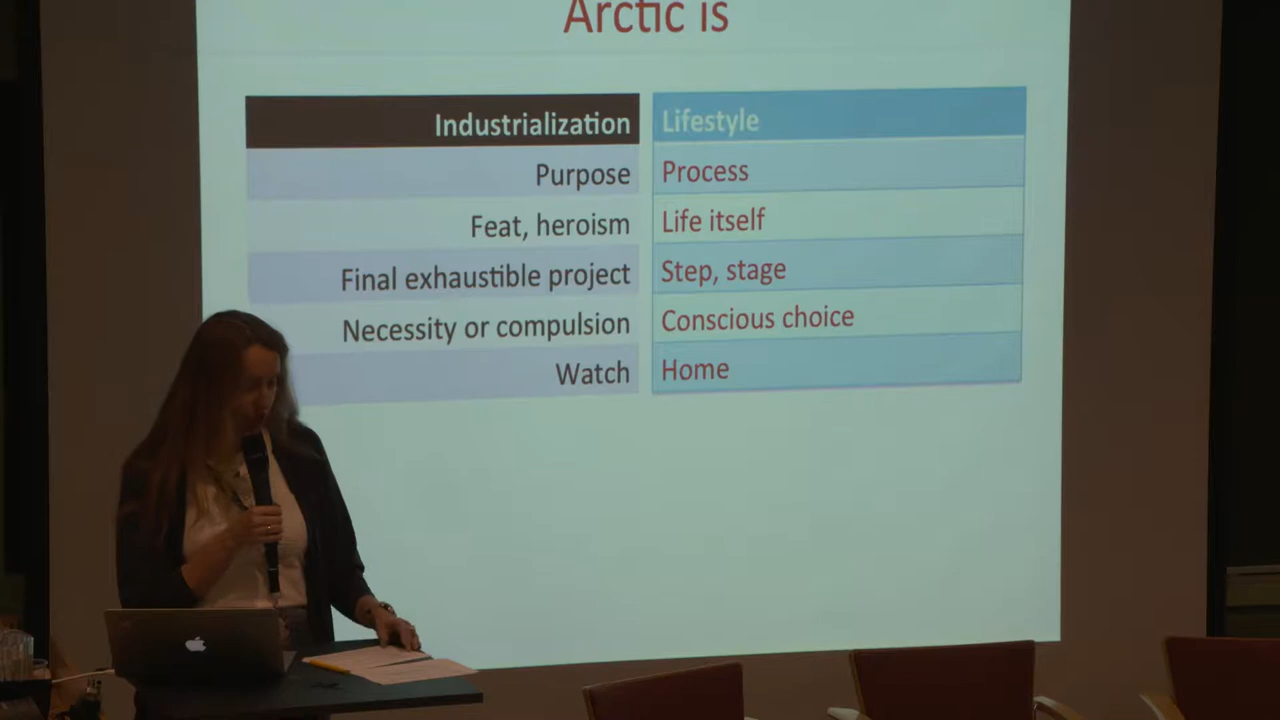 Arctic is
Industrialization Lifestyle
Purpose Process
Feat, heroism Life itself
Final exhaustible project Step, stage
Necessity or compulsion Conscious choice
Watch Home